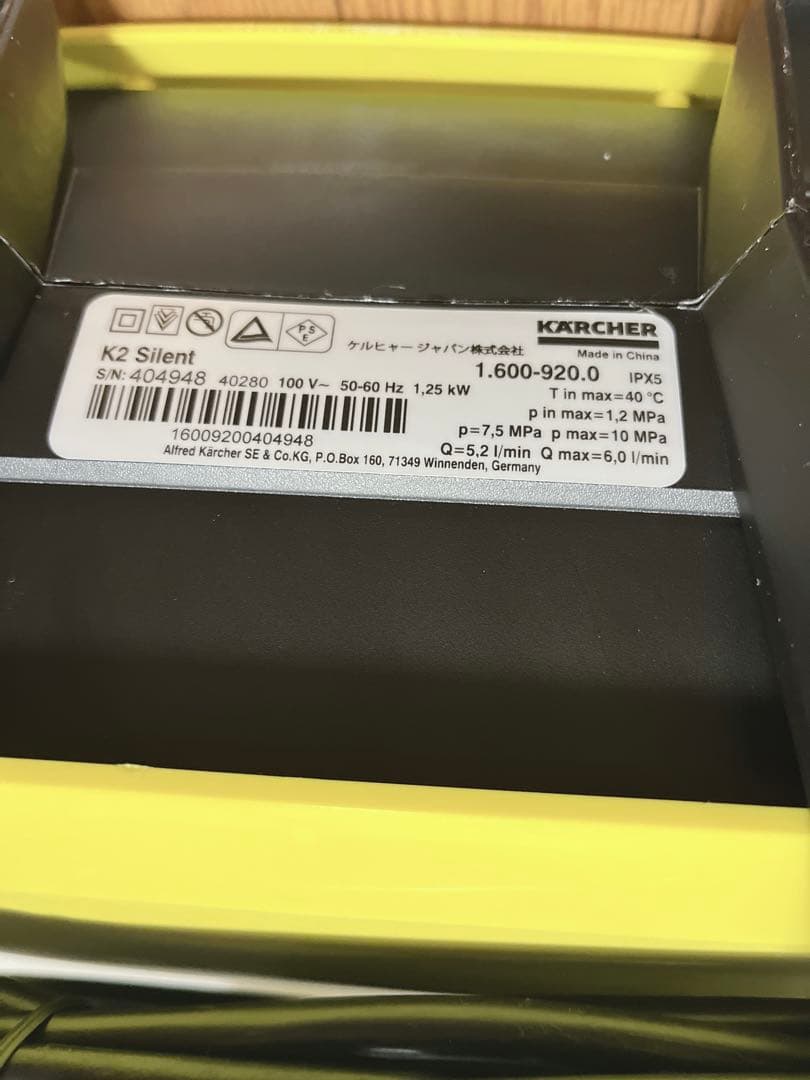 PSE
ケルヒャー ジャパン株式会社
KÄRCHER
Made in China
K2 Silent
1.600-920.0 IPX5
S/N: 404948 40280 100 V~ 50-60 Hz 1,25 kW
T in max=40 °C
p in max=1,2 MPa
p=7,5 MPa p max=10 MPa
16009200404948
Q=5,2 l/min Q max=6,0 l/min
Alfred Kärcher SE & Co.KG, P.O.Box 160, 71349 Winnenden, Germany